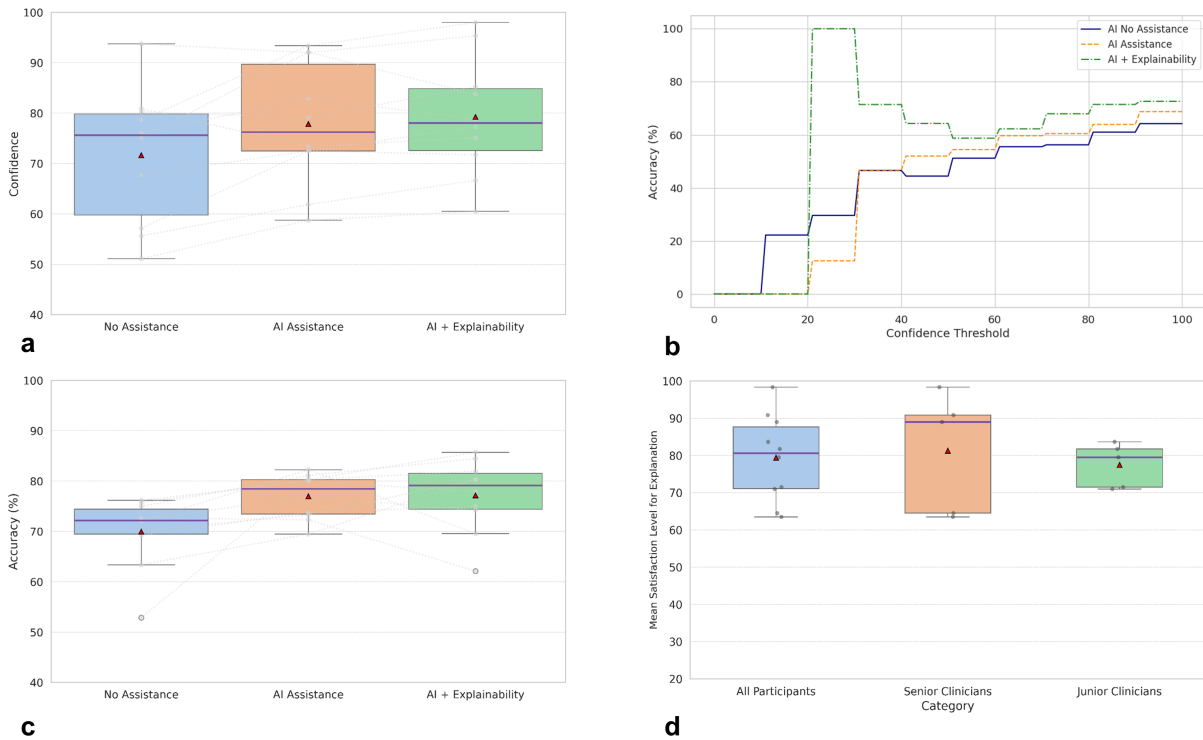 100
90
80
70
60
50
40
Confidence
No Assistance
AI Assistance
AI + Explainability
a
100
80
60
40
20
0
Accuracy (%)
AI No Assistance
AI Assistance
AI + Explainability
0
20
40
60
80
100
Confidence Threshold
b
100
90
80
70
60
50
40
Accuracy (%)
No Assistance
AI Assistance
AI + Explainability
c
100
90
80
70
60
50
40
30
20
Mean Satisfaction Level for Explanation
All Participants
Senior Clinicians
Junior Clinicians
Category
d